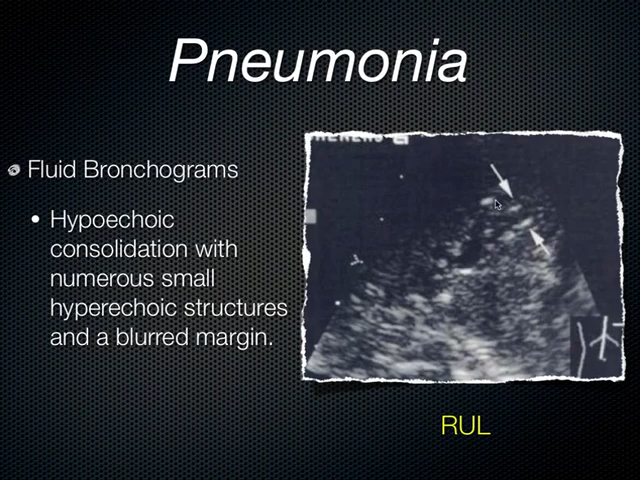 Pneumonia
Fluid Bronchograms
• Hypoechoic
consolidation with
numerous small
hyperechoic structures
and a blurred margin.
RUL